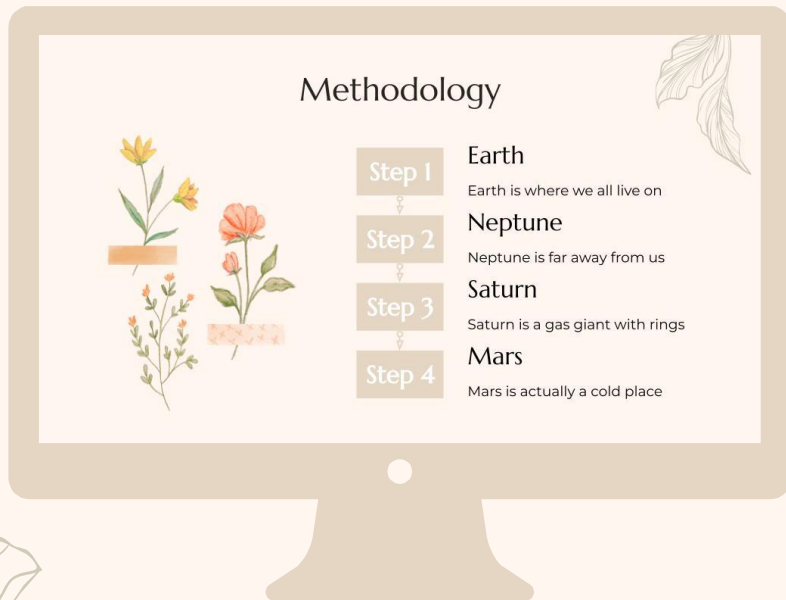 Methodology
Step 1
Earth
Earth is where we all live on
Step 2
Neptune
Neptune is far away from us
Step 3
Saturn
Saturn is a gas giant with rings
Step 4
Mars
Mars is actually a cold place